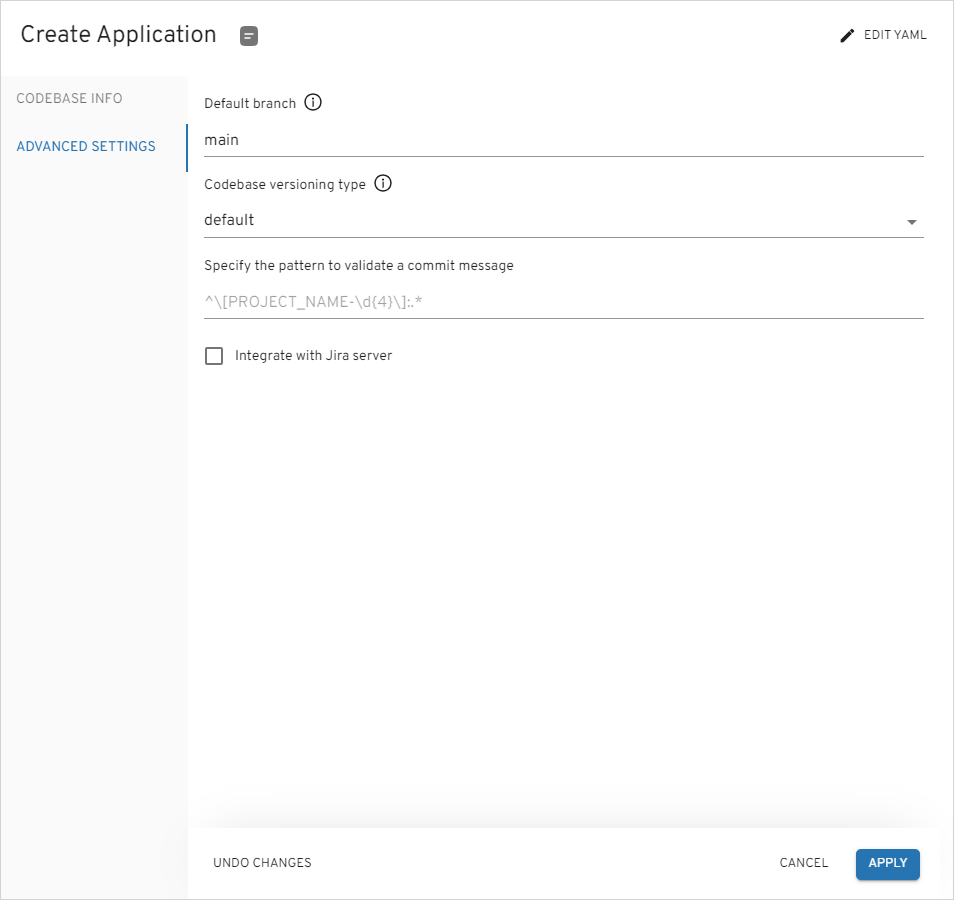 Create Application
EDIT YAML
CODEBASE INFO
ADVANCED SETTINGS
Default branch
main
Codebase versioning type
default
Specify the pattern to validate a commit message
^\[PROJECT_NAME-\d{4}\]:.*
Integrate with Jira server
UNDO CHANGES
CANCEL
APPLY